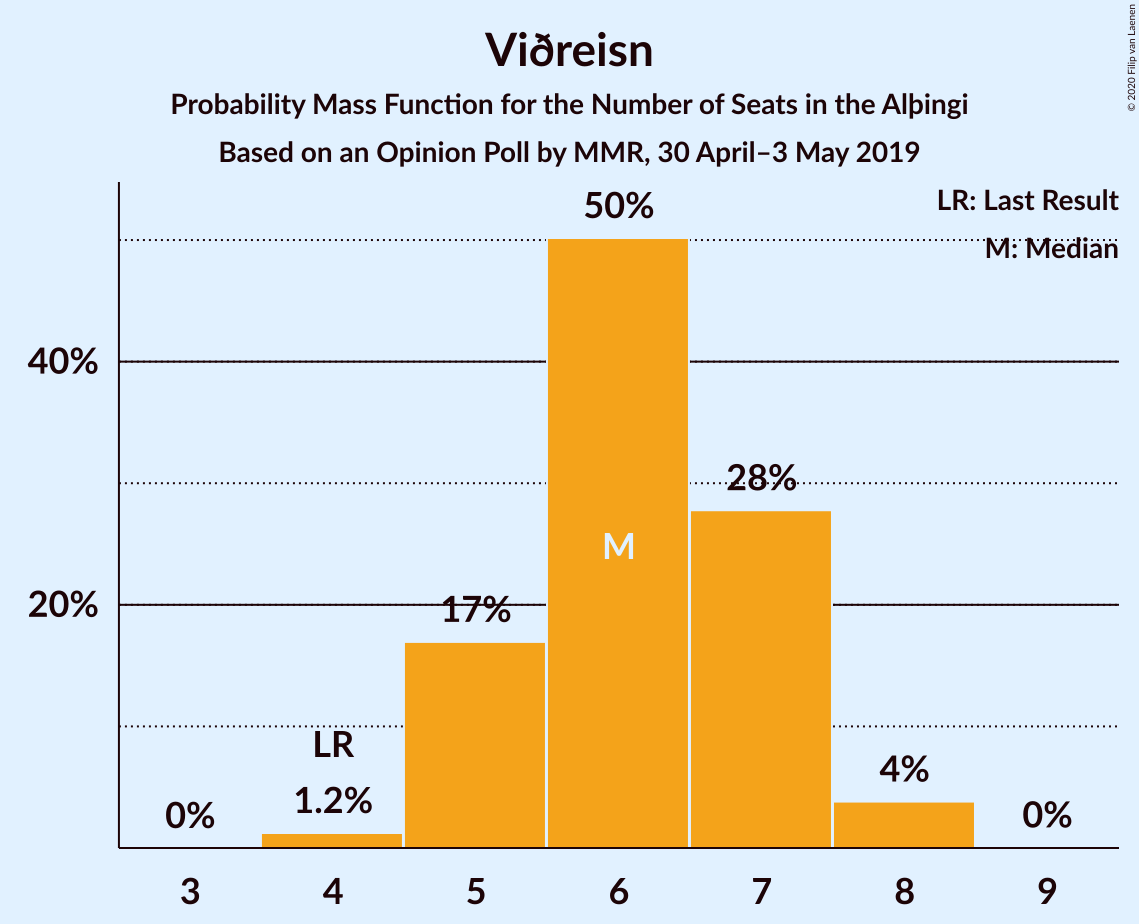 Viðreisn
Probability Mass Function for the Number of Seats in the Alþingi
Based on an Opinion Poll by MMR, 30 April–3 May 2019
© 2020 Filip van Laenen
LR: Last Result
M: Median
50%
40%
28%
M
20%
17%
LR
4%
1.2%
0%
0%
3 4 5 6 7 8 9